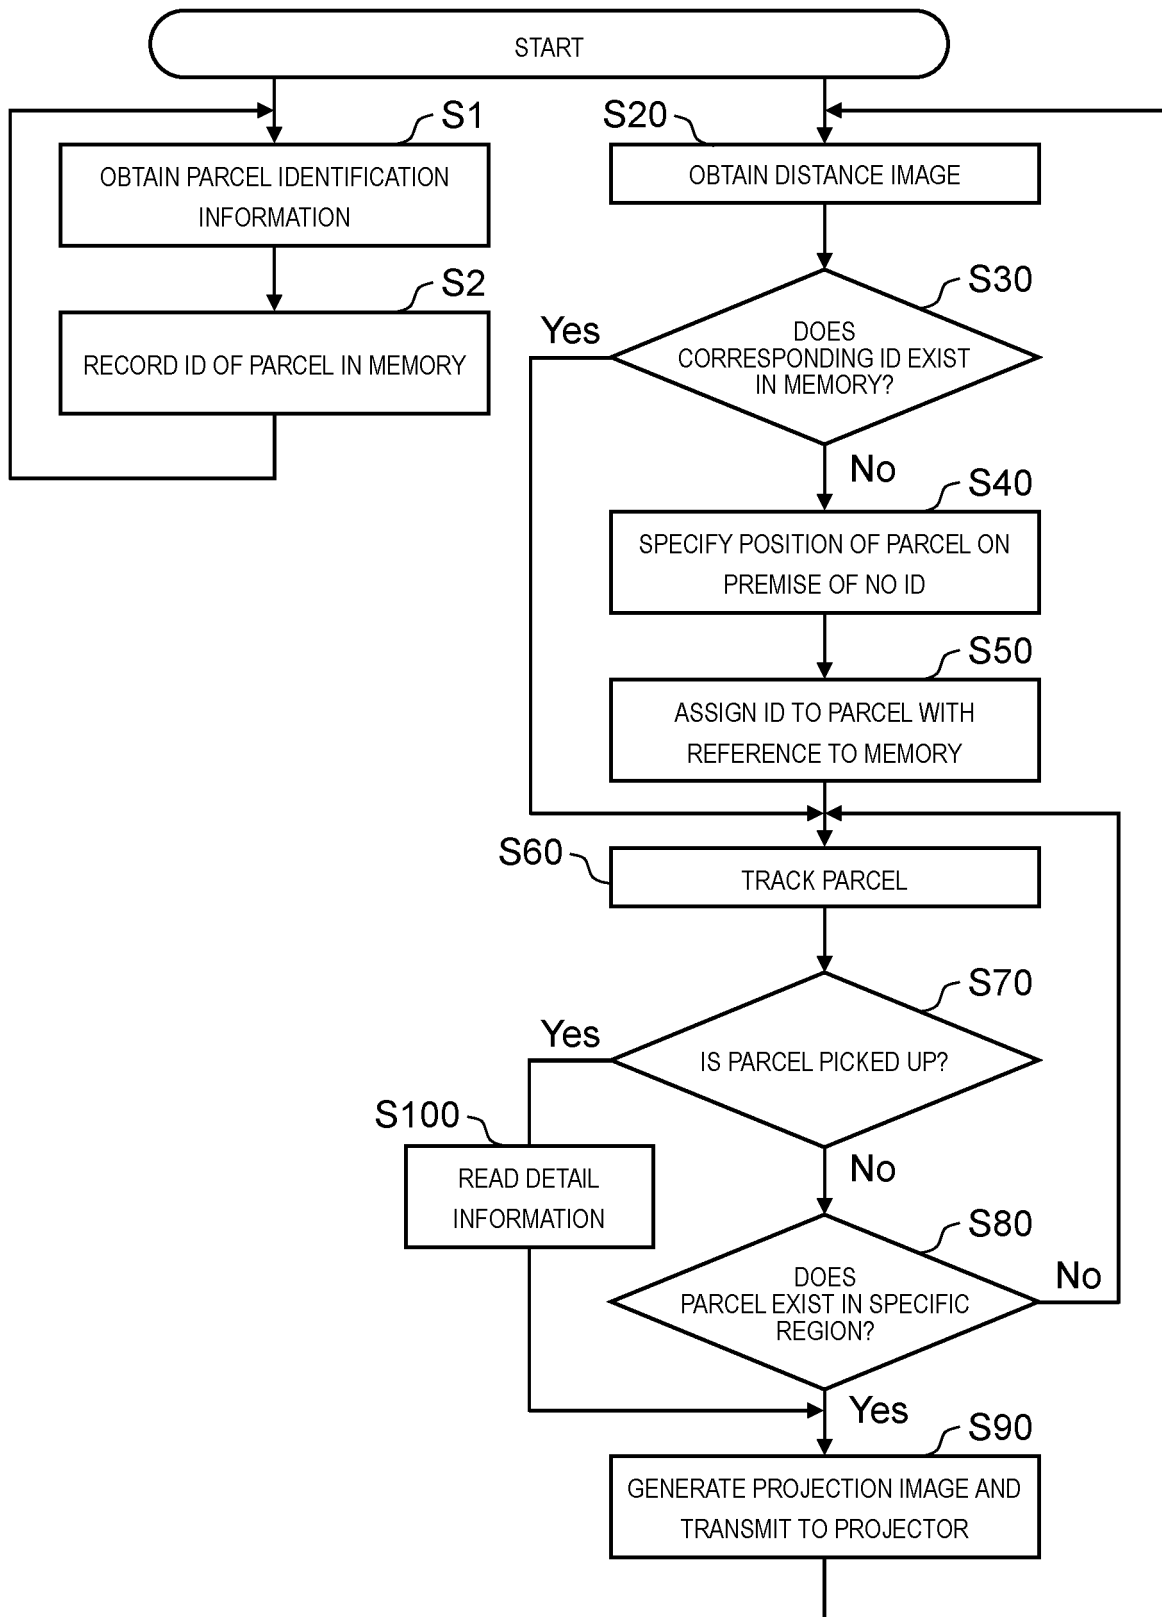 START
S1
OBTAIN PARCEL IDENTIFICATION
INFORMATION
S2
RECORD ID OF PARCEL IN MEMORY
S20
OBTAIN DISTANCE IMAGE
S30
Yes
DOES
CORRESPONDING ID EXIST
IN MEMORY?
No
S40
SPECIFY POSITION OF PARCEL ON
PREMISE OF NO ID
S50
ASSIGN ID TO PARCEL WITH
REFERENCE TO MEMORY
S60
TRACK PARCEL
S70
Yes
IS PARCEL PICKED UP?
S100
READ DETAIL
INFORMATION
No
S80
DOES
PARCEL EXIST IN SPECIFIC
REGION?
No
Yes
S90
GENERATE PROJECTION IMAGE AND
TRANSMIT TO PROJECTOR